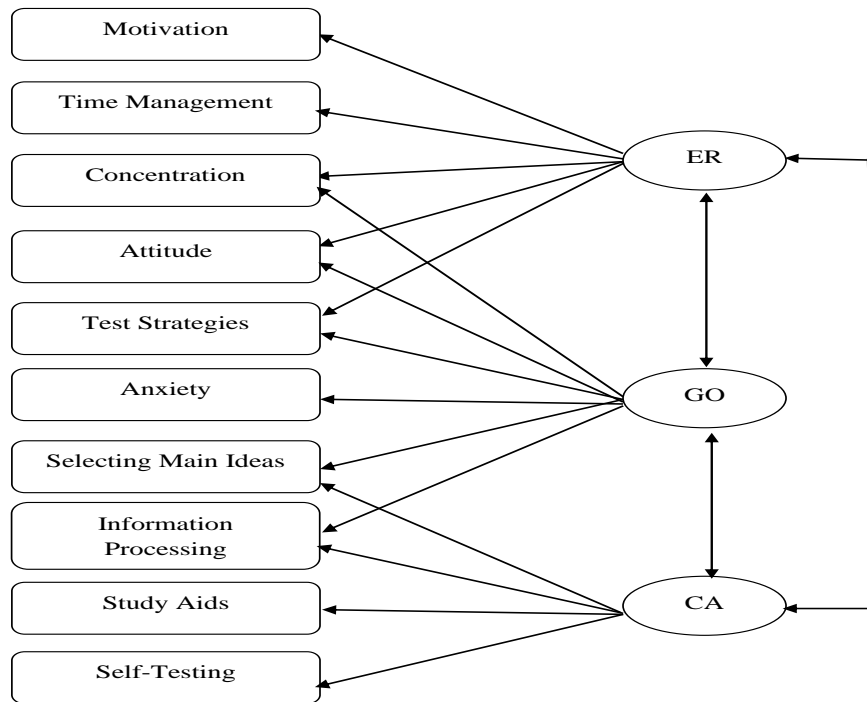 Motivation
Time Management
Concentration
Attitude
Test Strategies
Anxiety
Selecting Main Ideas
Information
Processing
Study Aids
Self-Testing
ER
GO
CA